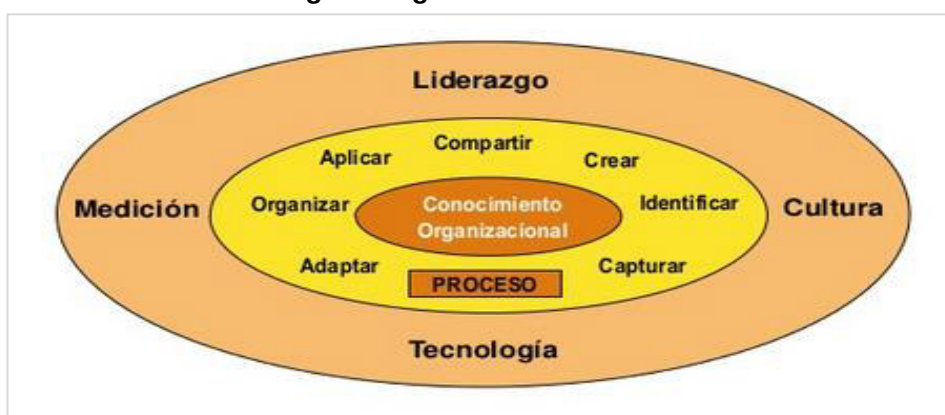 Liderazgo
Compartir
Aplicar
Crear
Medición
Organizar
Conocimiento
Organizacional
Identificar
Cultura
Adaptar
PROCESO
Capturar
Tecnología